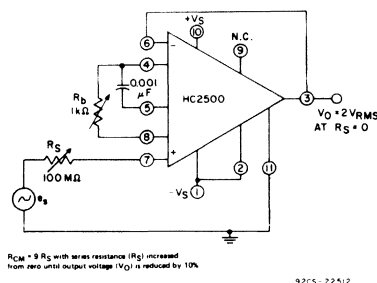 +VS
10
N.C.
9
6
-
4
0.001
μF
Rb
1kΩ
5
HC2500
3
VO = 2VRMS
AT RS = 0
8
RS
7
+
100 MΩ
2
11
-VS
1
es
RCM = 9 RS with series resistance (RS) increased
from zero until output voltage (VO) is reduced by 10%
92CS-22512